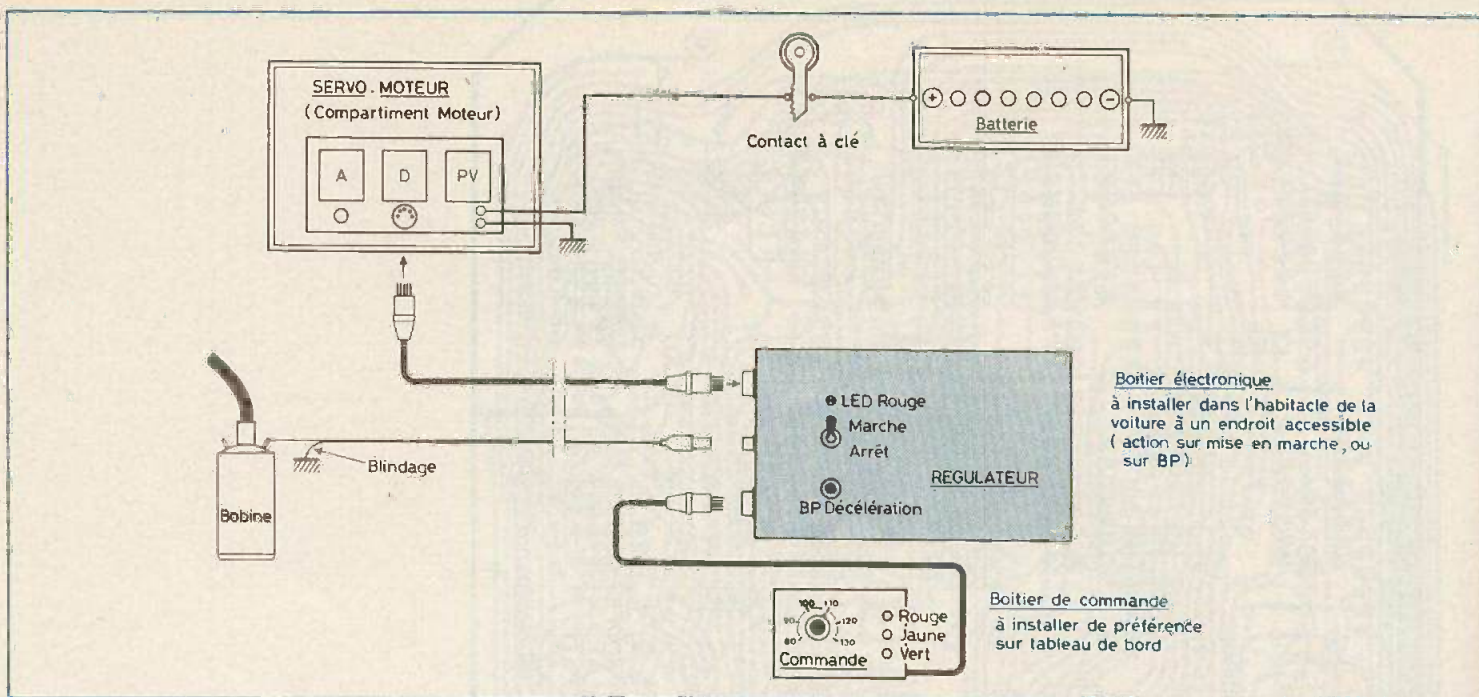 SERVO-MOTEUR
(Compartiment Moteur)
A D PV
Contact à clé
+ -
Batterie
Blindage
Bobine
LED Rouge
Marche
Arrêt
REGULATEUR
BP Décélération
Boitier électronique
à installer dans l'habitacle de la
voiture à un endroit accessible
( action sur mise en marche, ou
sur BP)
80 90 100 110 120 130
Commande
Rouge
Jaune
Vert
Boitier de commande
à installer de préférence
sur tableau de bord